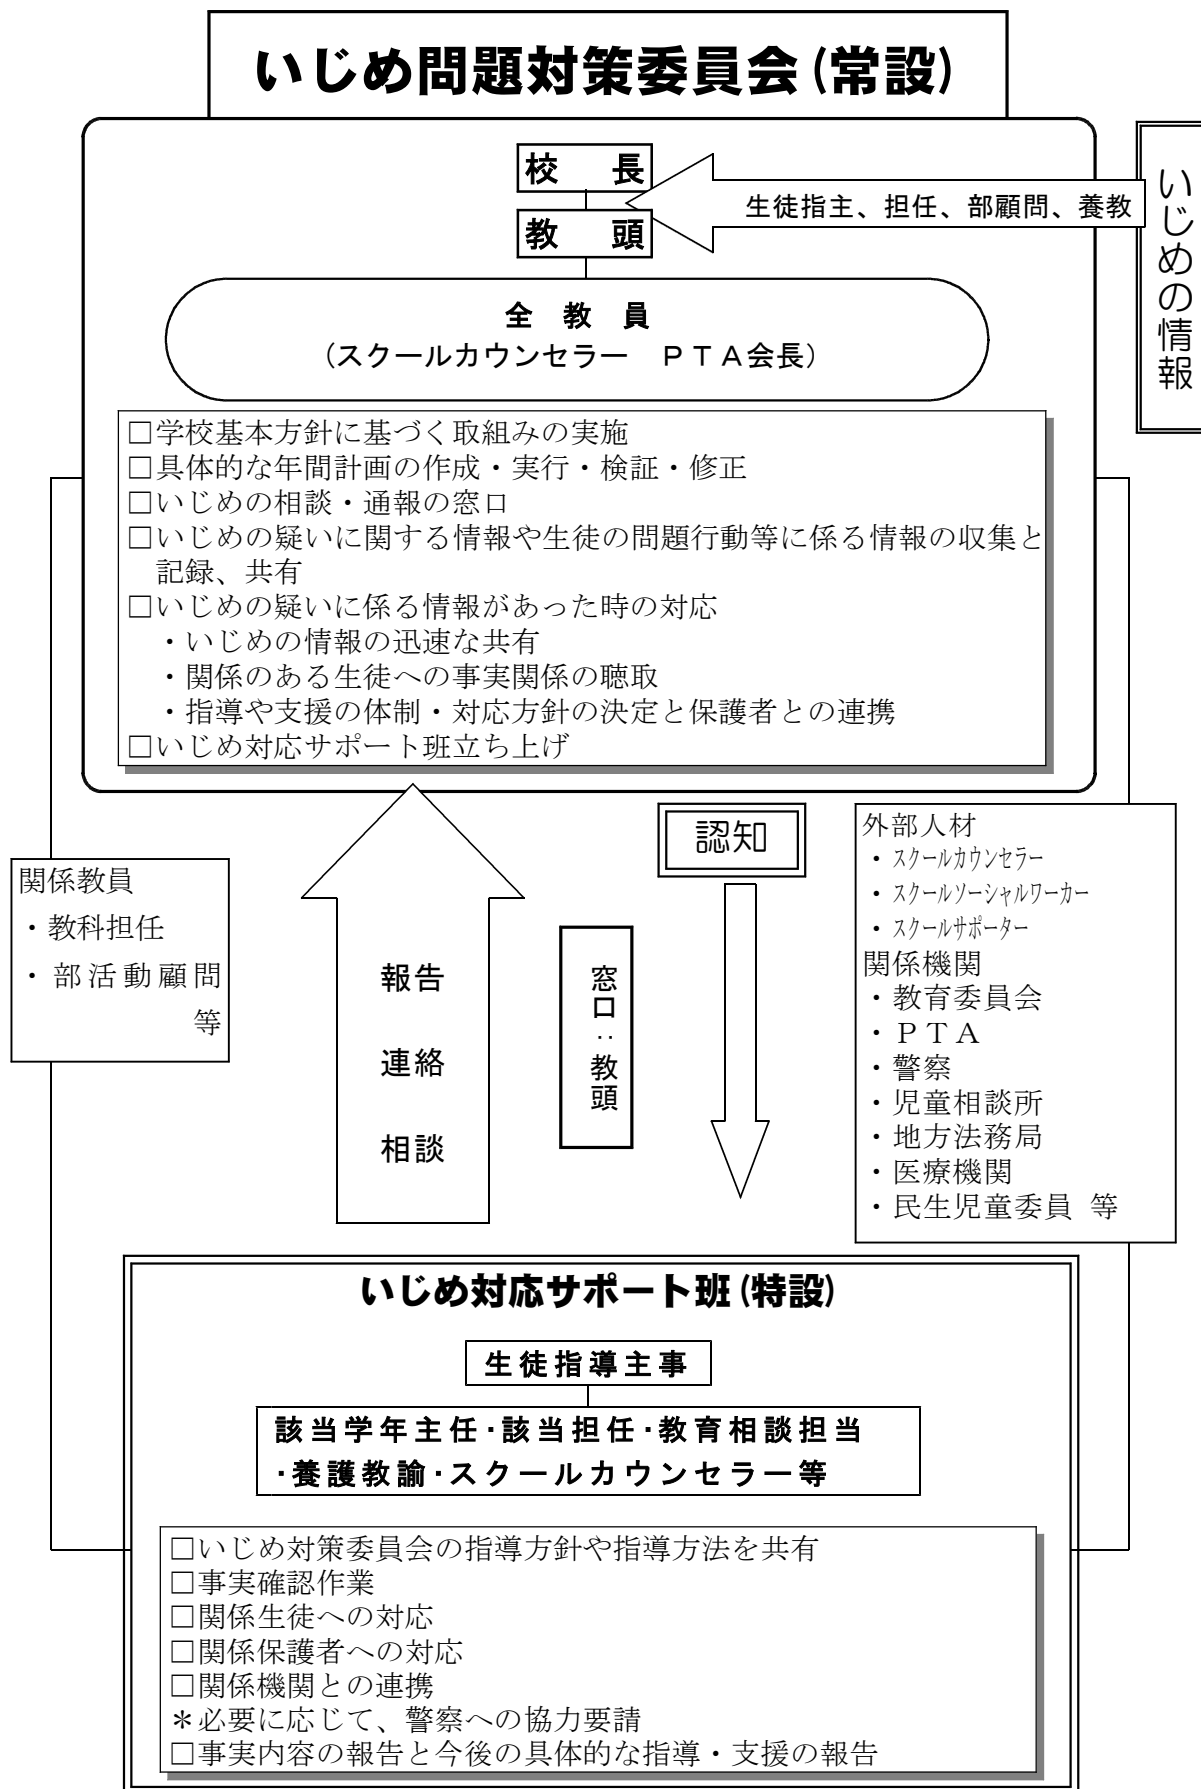 いじめ問題対策委員会(常設)
校　長
生徒指主、担任、部顧問、養教
いじめの情報
教　頭
全 教 員
(スクールカウンセラー　ＰＴＡ会長)
□学校基本方針に基づく取組みの実施
□具体的な年間計画の作成・実行・検証・修正
□いじめの相談・通報の窓口
□いじめの疑いに関する情報や生徒の問題行動等に係る情報の収集と
記録、共有
□いじめの疑いに係る情報があった時の対応
・いじめの情報の迅速な共有
・関係のある生徒への事実関係の聴取
・指導や支援の体制・対応方針の決定と保護者との連携
□いじめ対応サポート班立ち上げ
関係教員
・教科担任
・部活動顧問
等
報告
連絡
相談
窓口：教頭
認知
外部人材
・スクールカウンセラー
・スクールソーシャルワーカー
・スクールサポーター
関係機関
・教育委員会
・ＰＴＡ
・警察
・児童相談所
・地方法務局
・医療機関
・民生児童委員 等
いじめ対応サポート班(特設)
生徒指導主事
該当学年主任・該当担任・教育相談担当
・養護教諭・スクールカウンセラー等
□いじめ対策委員会の指導方針や指導方法を共有
□事実確認作業
□関係生徒への対応
□関係保護者への対応
□関係機関との連携
＊必要に応じて、警察への協力要請
□事実内容の報告と今後の具体的な指導・支援の報告